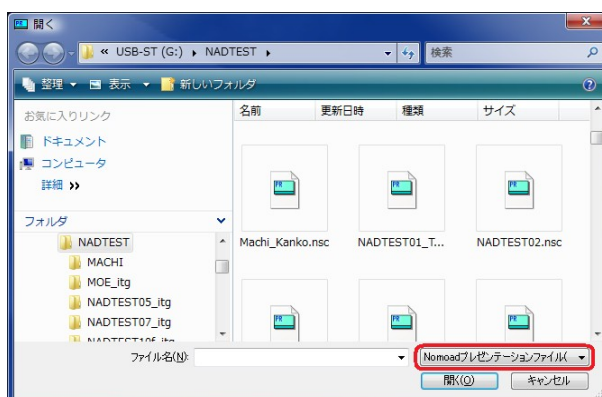 開く
« USB-ST (G:) ▸ NADTEST ▸
検索
整理 ▼ 表示 ▼ 新しいフォルダ
お気に入りリンク
ドキュメント
コンピュータ
詳細 »
フォルダ
NADTEST
MACHI
MOE_itg
NADTEST05_itg
NADTEST07_itg
NADTEST10f_itg
名前 更新日時 種類 サイズ
Machi_Kanko.nsc NADTEST01_T... NADTEST02.nsc
ファイル名(N):
Nomoadプレゼンテーションファイル(
開く(O) キャンセル